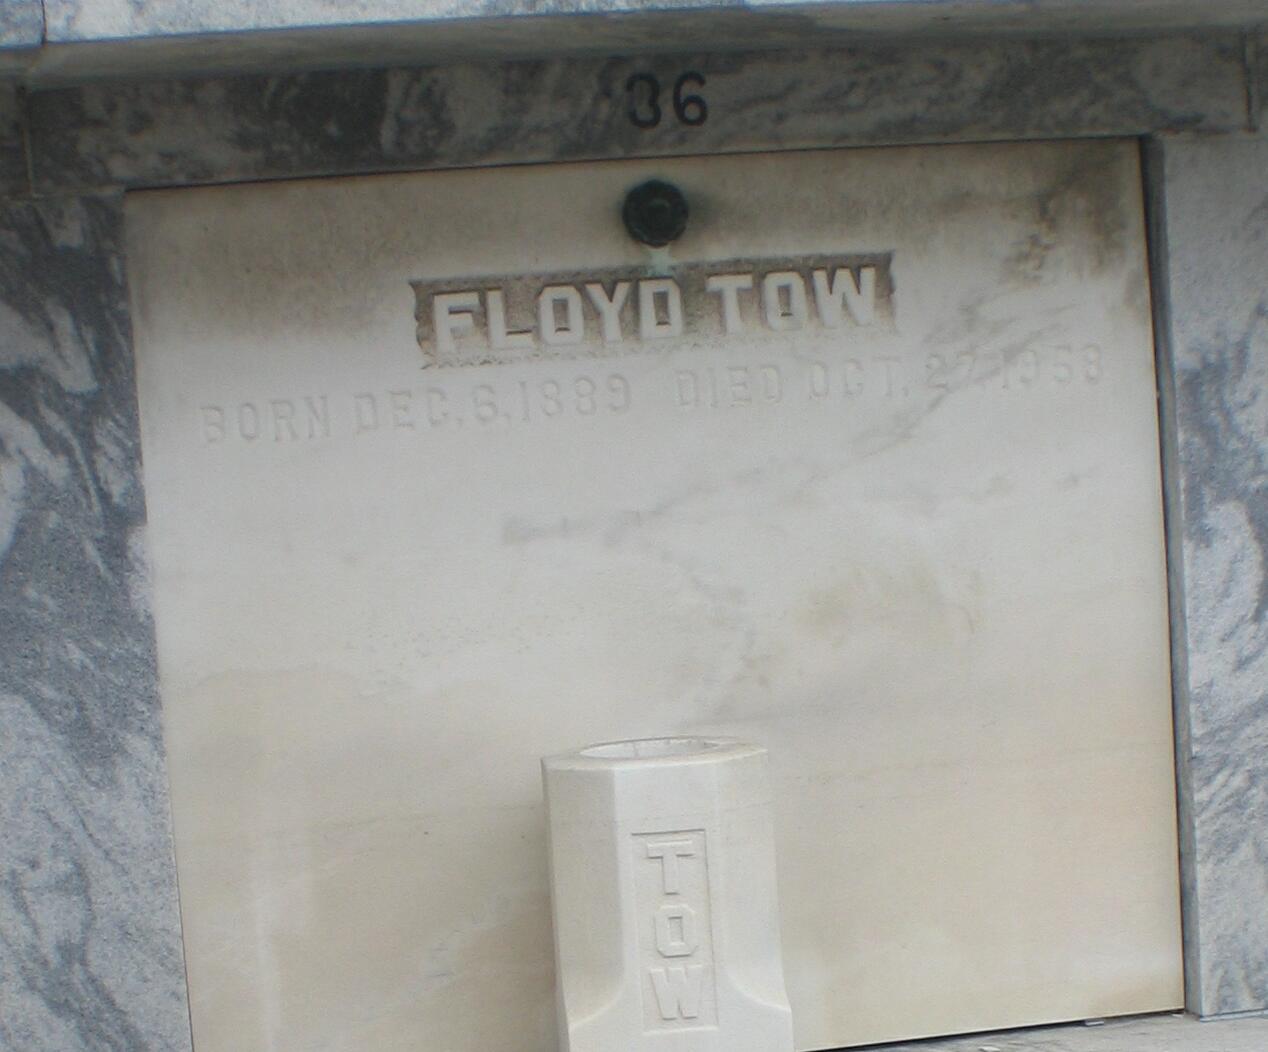 36
FLOYD TOW
BORN DEC. 6, 1889 DIED OCT. 27, 1958
TOW